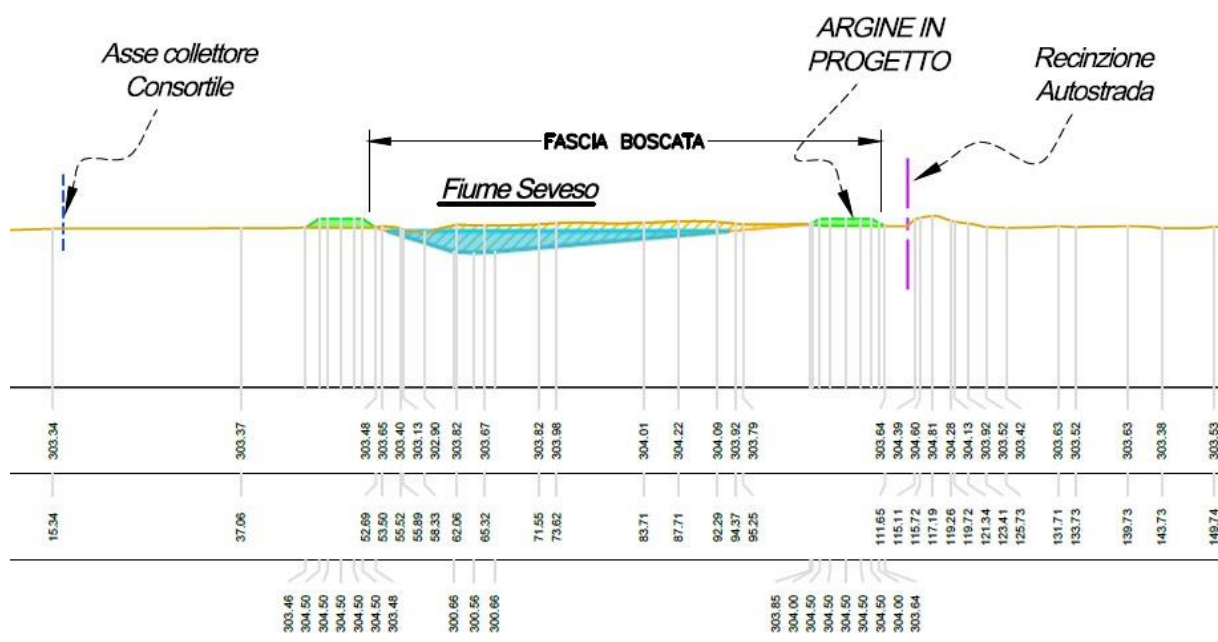 Asse collettore
Consortile
ARGINE IN
PROGETTO
Recinzione
Autostrada
FASCIA BOSCATA
Fiume Seveso
303.34 303.37 303.48 303.65 303.40 303.13 302.90 303.82 303.67 303.82 303.98 304.01 304.22 304.09 303.92 303.79 303.64 304.39 304.60 304.81 304.28 304.13 303.92 303.52 303.42 303.63 303.52 303.63 303.38 303.53
15.34 37.06 52.69 53.50 55.52 55.89 58.33 62.06 65.32 71.55 73.62 83.71 87.71 92.29 94.37 95.25 111.65 115.11 115.72 117.19 119.26 119.72 121.34 123.41 125.73 131.71 133.73 139.73 143.73 149.74
303.46 304.50 304.50 304.50 304.50 304.50 303.48 300.66 300.56 300.66 303.85 304.00 304.50 304.50 304.50 304.50 304.50 304.00 303.64